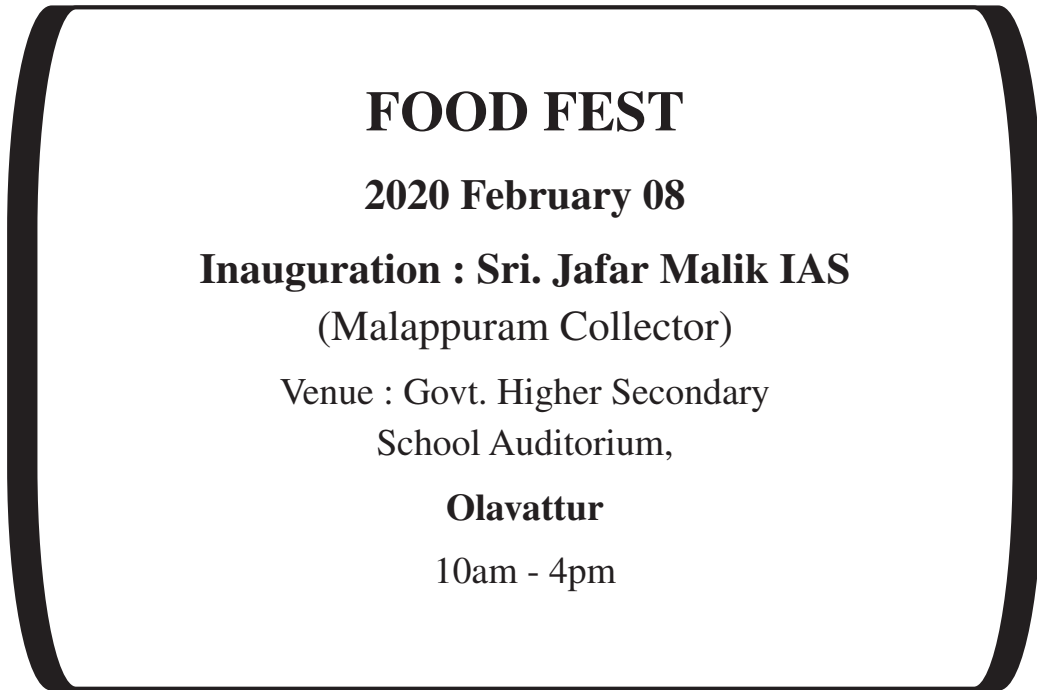 FOOD FEST
2020 February 08
Inauguration : Sri. Jafar Malik IAS
(Malappuram Collector)
Venue : Govt. Higher Secondary
School Auditorium,
Olavattur
10am - 4pm